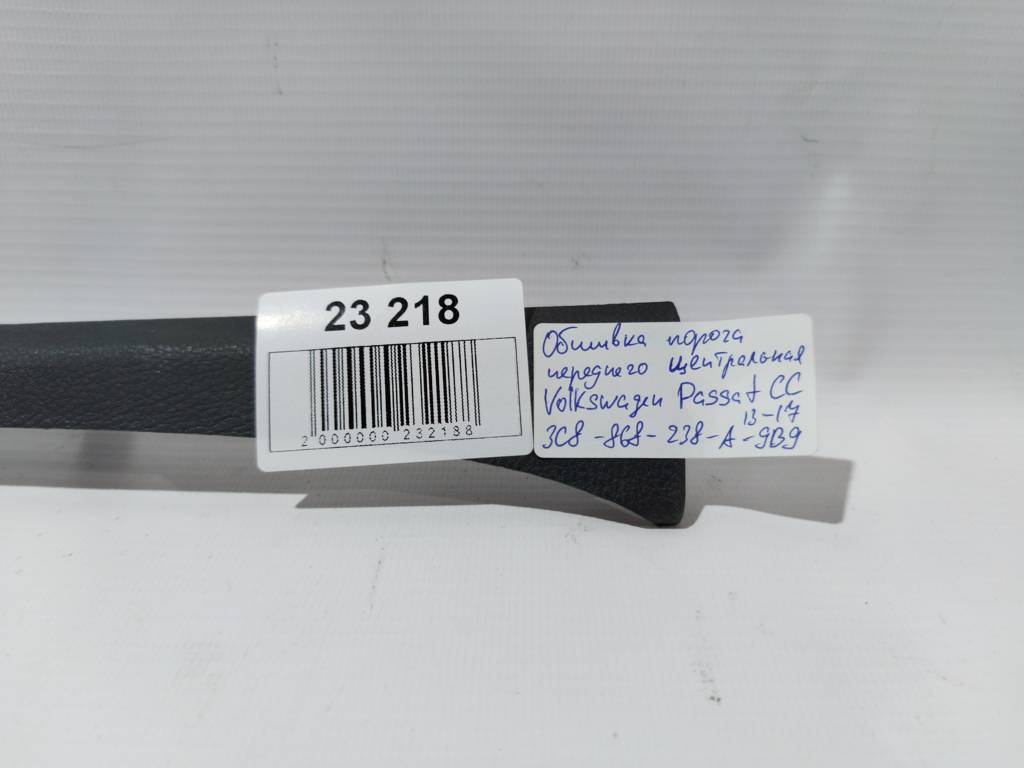 23 218
2 000000 232188
Обшивка порога
переднего центральная
Volkswagen Passat CC
13-17
3C8-868-238-A-9B9